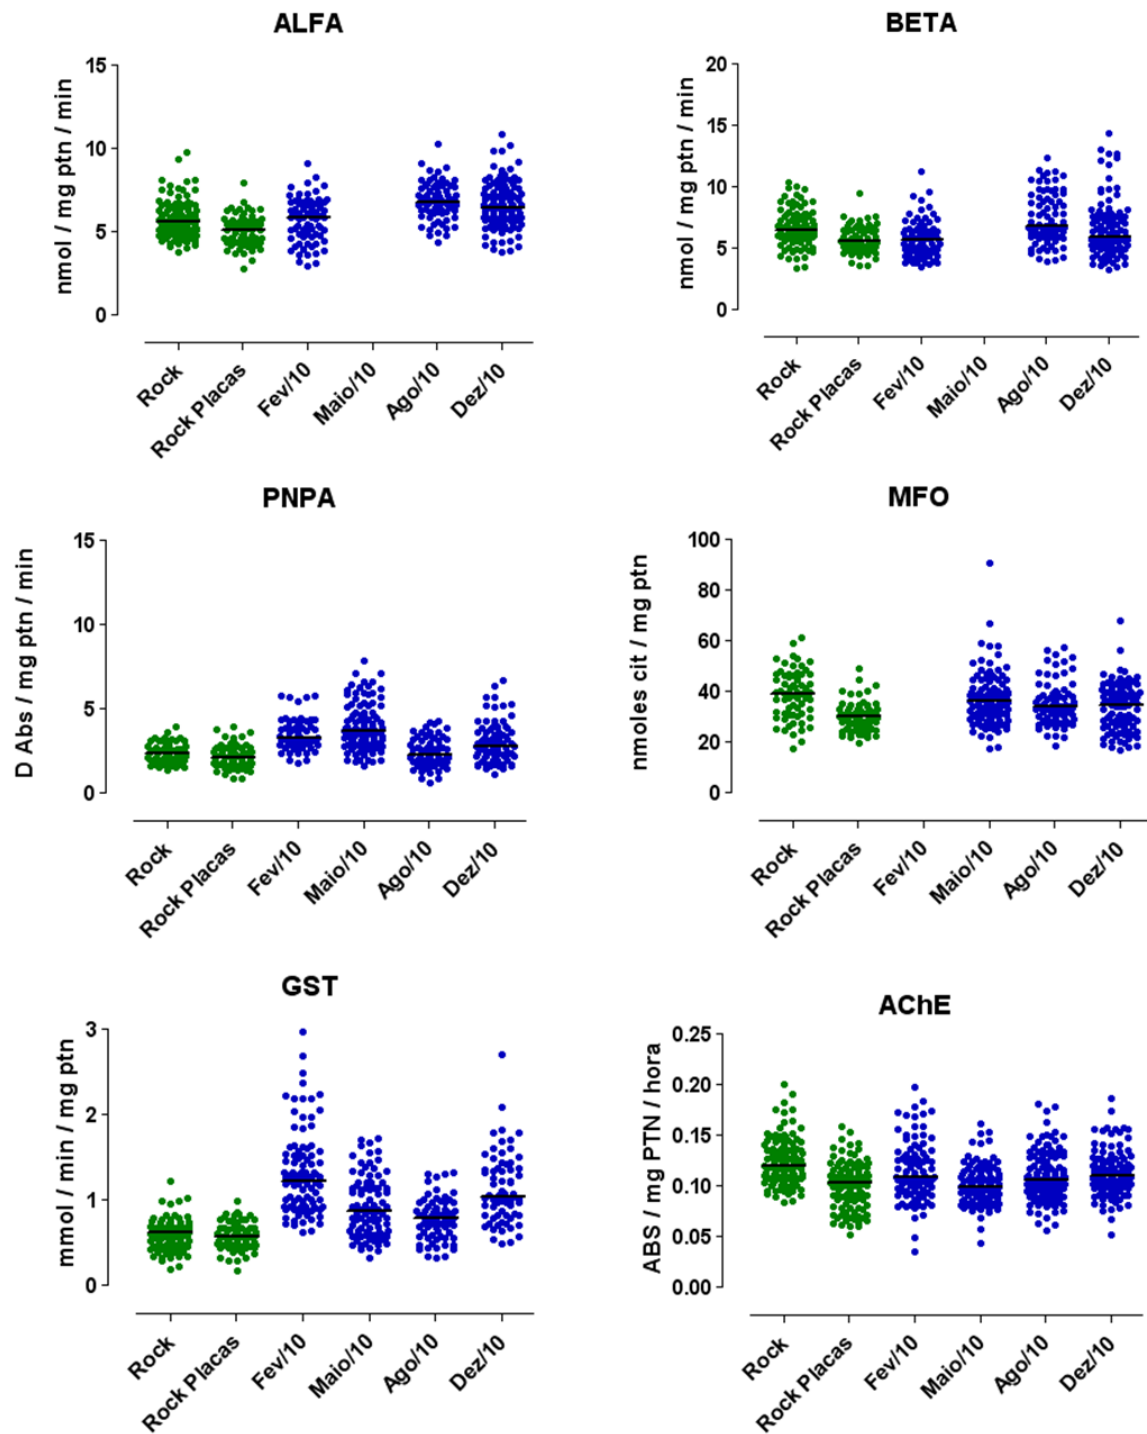 ALFA
nmol / mg ptn / min
15
10
5
0
Rock
Rock Placas
Fev/10
Maio/10
Ago/10
Dez/10
BETA
nmol / mg ptn / min
20
15
10
5
0
Rock
Rock Placas
Fev/10
Maio/10
Ago/10
Dez/10
PNPA
D Abs / mg ptn / min
15
10
5
0
Rock
Rock Placas
Fev/10
Maio/10
Ago/10
Dez/10
MFO
nmoles cit / mg ptn
100
80
60
40
20
0
Rock
Rock Placas
Fev/10
Maio/10
Ago/10
Dez/10
GST
mmol / min / mg ptn
3
2
1
0
Rock
Rock Placas
Fev/10
Maio/10
Ago/10
Dez/10
AChE
ABS / mg PTN / hora
0.25
0.20
0.15
0.10
0.05
0.00
Rock
Rock Placas
Fev/10
Maio/10
Ago/10
Dez/10